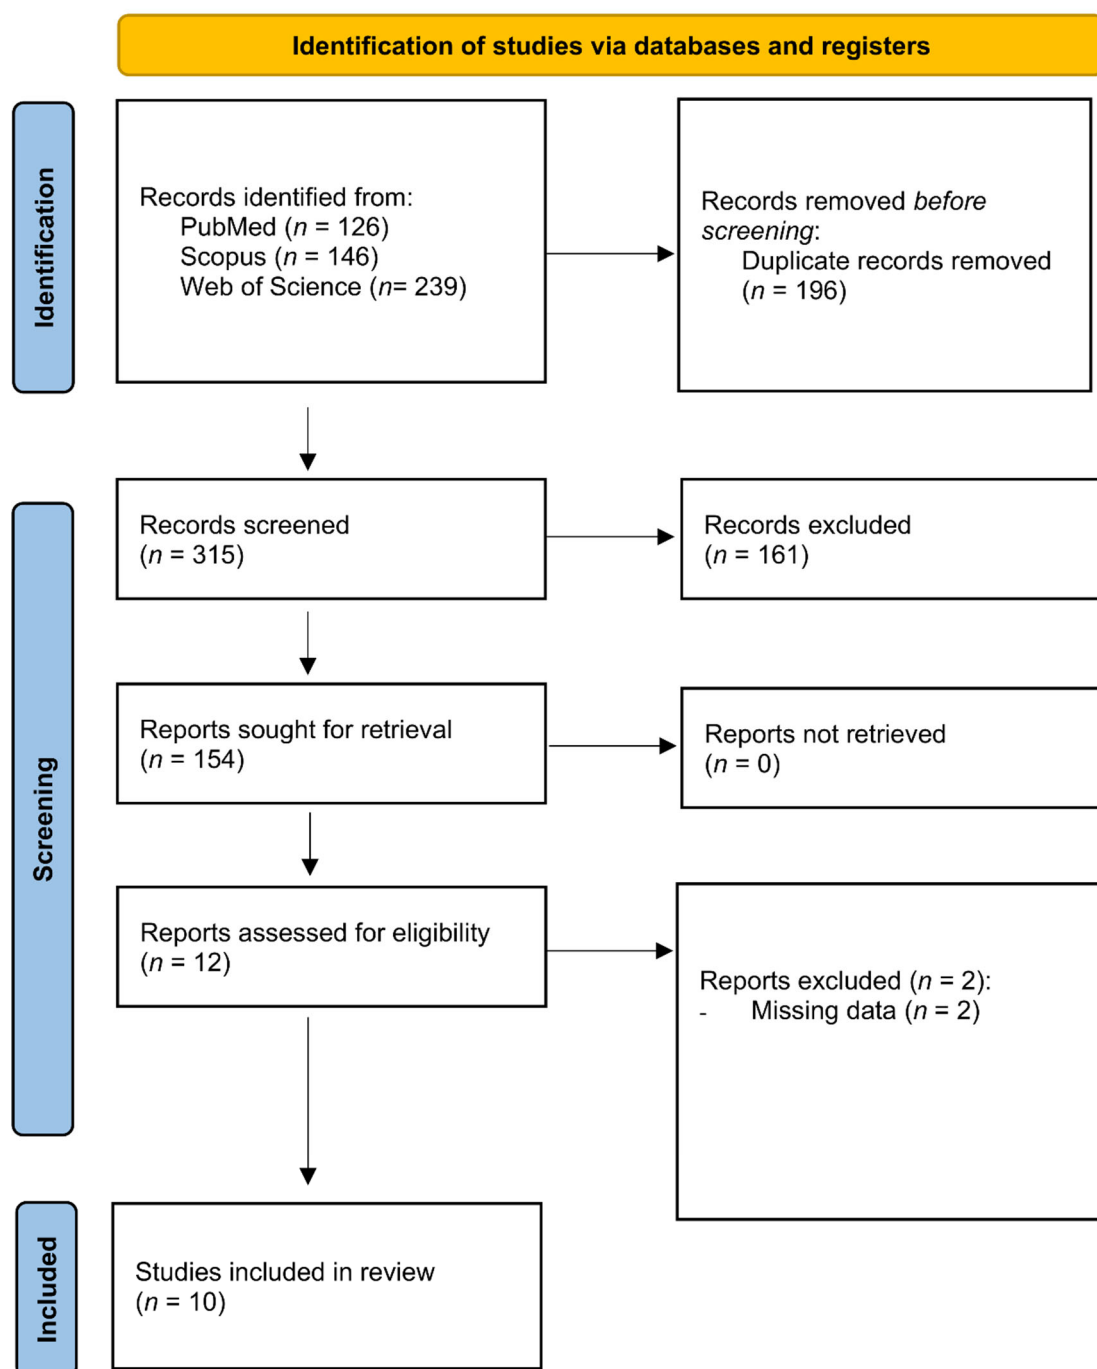 Identification of studies via databases and registers
Identification
Records identified from:
PubMed (n = 126)
Scopus (n = 146)
Web of Science (n= 239)
Records removed before
screening:
Duplicate records removed
(n = 196)
Screening
Records screened
(n = 315)
Records excluded
(n = 161)
Reports sought for retrieval
(n = 154)
Reports not retrieved
(n = 0)
Reports assessed for eligibility
(n = 12)
Reports excluded (n = 2):
- Missing data (n = 2)
Included
Studies included in review
(n = 10)